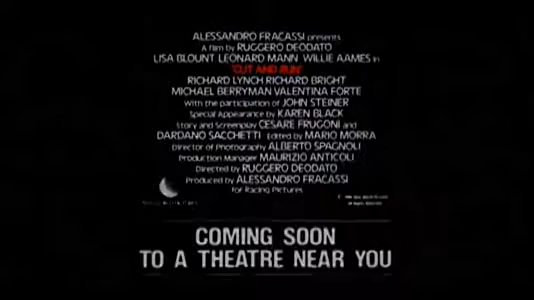 ALESSANDRO FRACASSI presents
A film by RUGGERO DEODATO
LISA BLOUNT LEONARD MANN WILLIE AAMES in
"CUT AND RUN"
RICHARD LYNCH RICHARD BRIGHT
MICHAEL BERRYMAN VALENTINA FORTE
With the participation of JOHN STEINER
Special Appearance by KAREN BLACK
Story and Screenplay CESARE FRUGONI and
DARDANO SACCHETTI Edited by MARIO MORRA
Director of Photography ALBERTO SPAGNOLI
Production Manager MAURIZIO ANTICOLI
Directed by RUGGERO DEODATO
Produced by ALESSANDRO FRACASSI
for Racing Pictures
COMING SOON
TO A THEATRE NEAR YOU